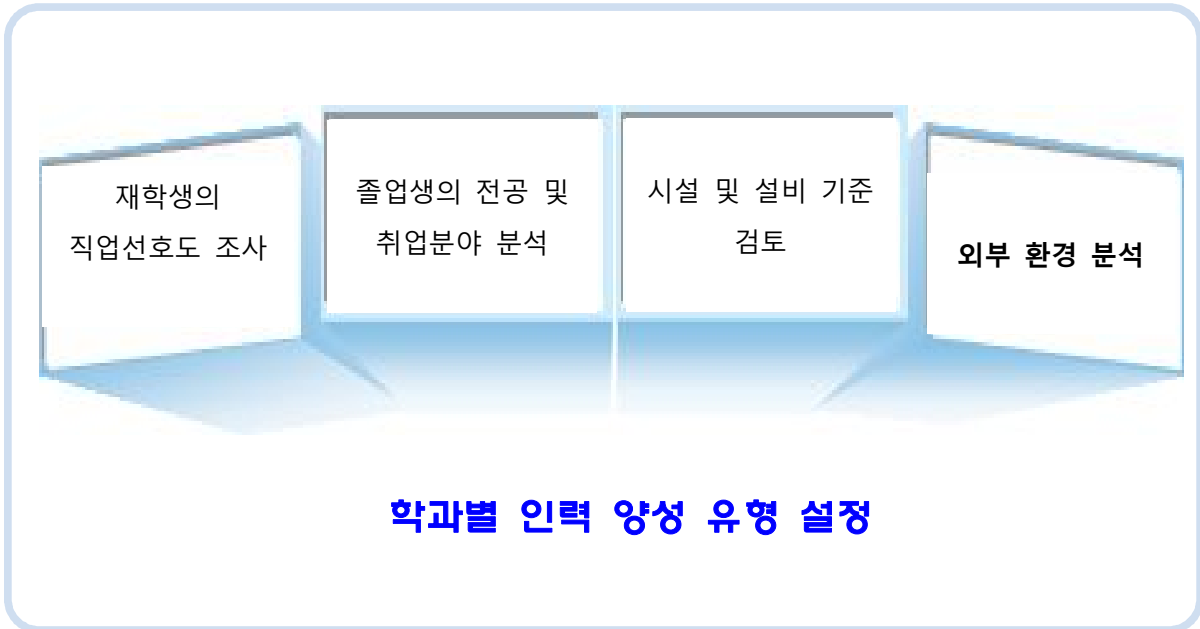 재학생의
직업선호도 조사
졸업생의 전공 및
취업분야 분석
시설 및 설비 기준
검토
외부 환경 분석
학과별 인력 양성 유형 설정